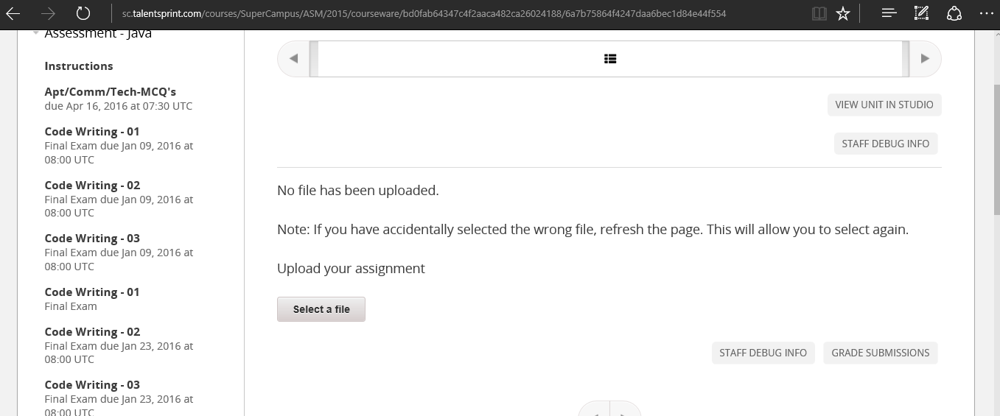 sc.talentsprint.com/courses/SuperCampus/ASM/2015/courseware/bd0fab64347c4f2aaca482ca26024188/6a7b75864f4247daa6bec1d84e44f554
Assessment - Java
Instructions
Apt/Comm/Tech-MCQ's
due Apr 16, 2016 at 07:30 UTC
Code Writing - 01
Final Exam due Jan 09, 2016 at
08:00 UTC
Code Writing - 02
Final Exam due Jan 09, 2016 at
08:00 UTC
Code Writing - 03
Final Exam due Jan 09, 2016 at
08:00 UTC
Code Writing - 01
Final Exam
Code Writing - 02
Final Exam due Jan 23, 2016 at
08:00 UTC
Code Writing - 03
Final Exam due Jan 23, 2016 at
08:00 UTC
VIEW UNIT IN STUDIO
STAFF DEBUG INFO
No file has been uploaded.
Note: If you have accidentally selected the wrong file, refresh the page. This will allow you to select again.
Upload your assignment
Select a file
STAFF DEBUG INFO
GRADE SUBMISSIONS